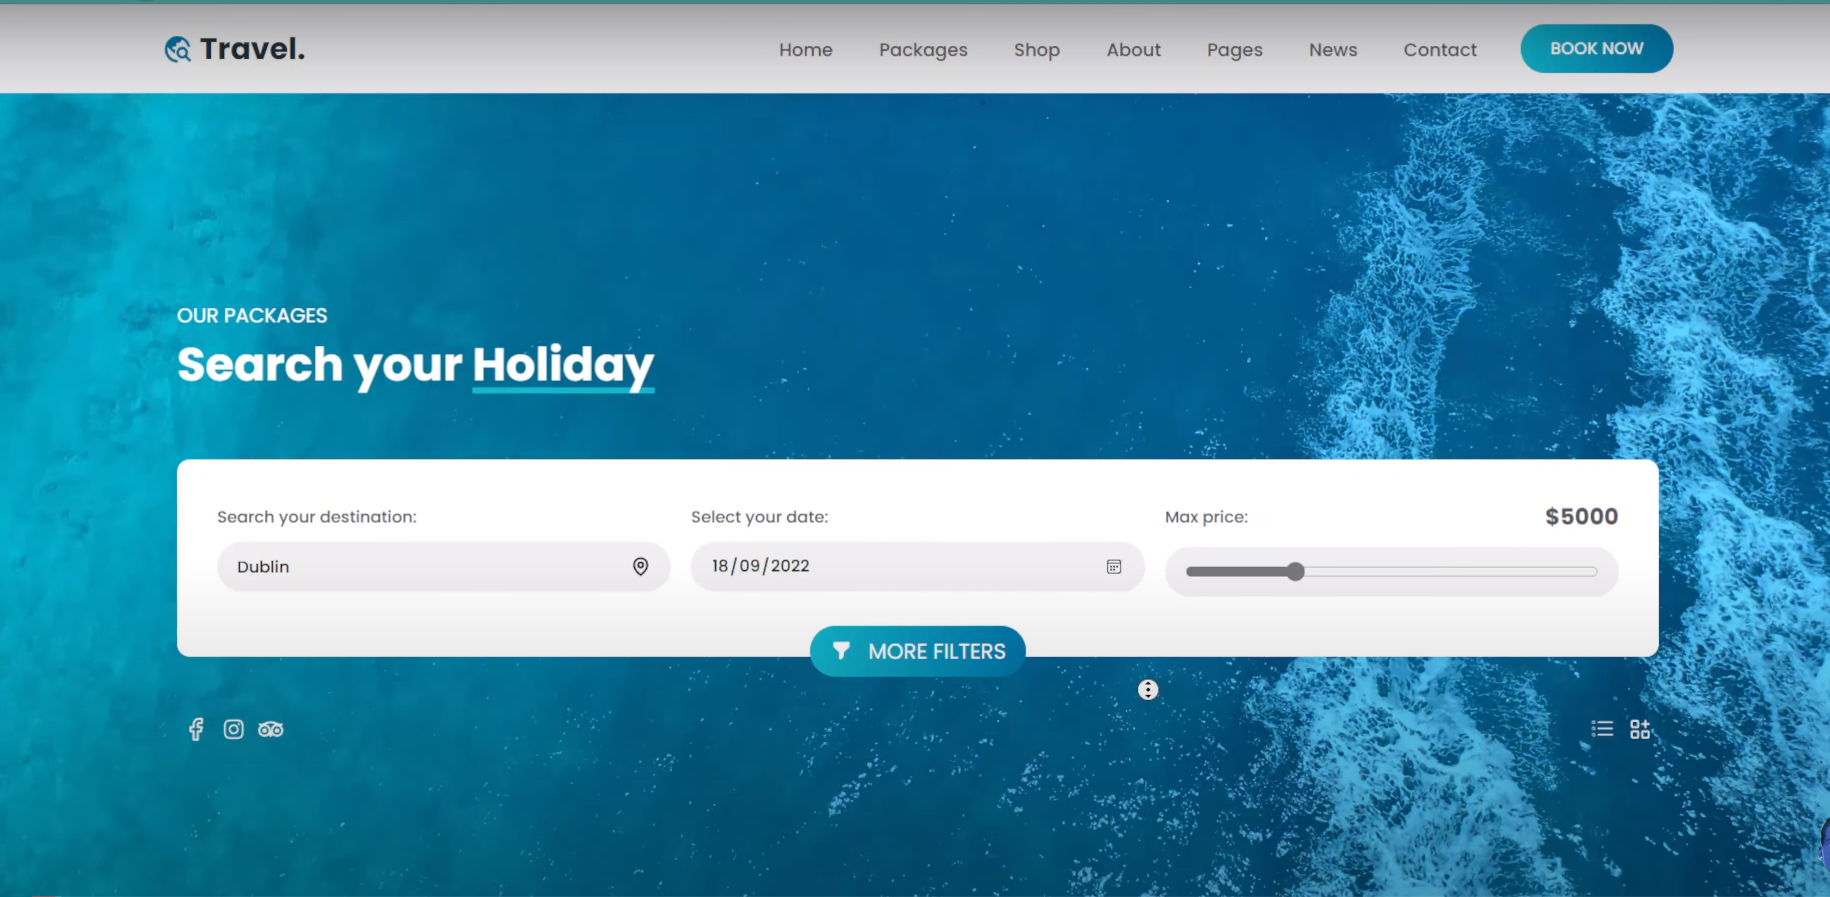 Travel.
Home Packages Shop About Pages News Contact BOOK NOW
OUR PACKAGES
Search your Holiday
Search your destination: Select your date: Max price: $5000
Dublin 18/09/2022
MORE FILTERS